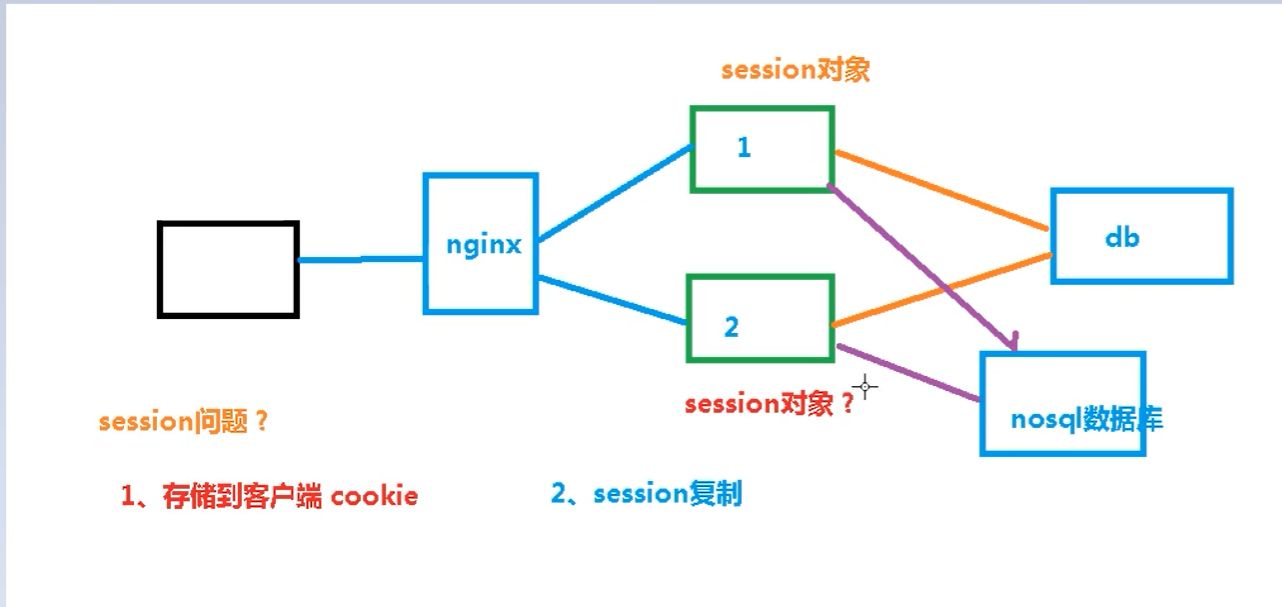 session对象
1
nginx
db
2
session对象？
nosql数据库
session问题？
1、存储到客户端 cookie
2、session复制